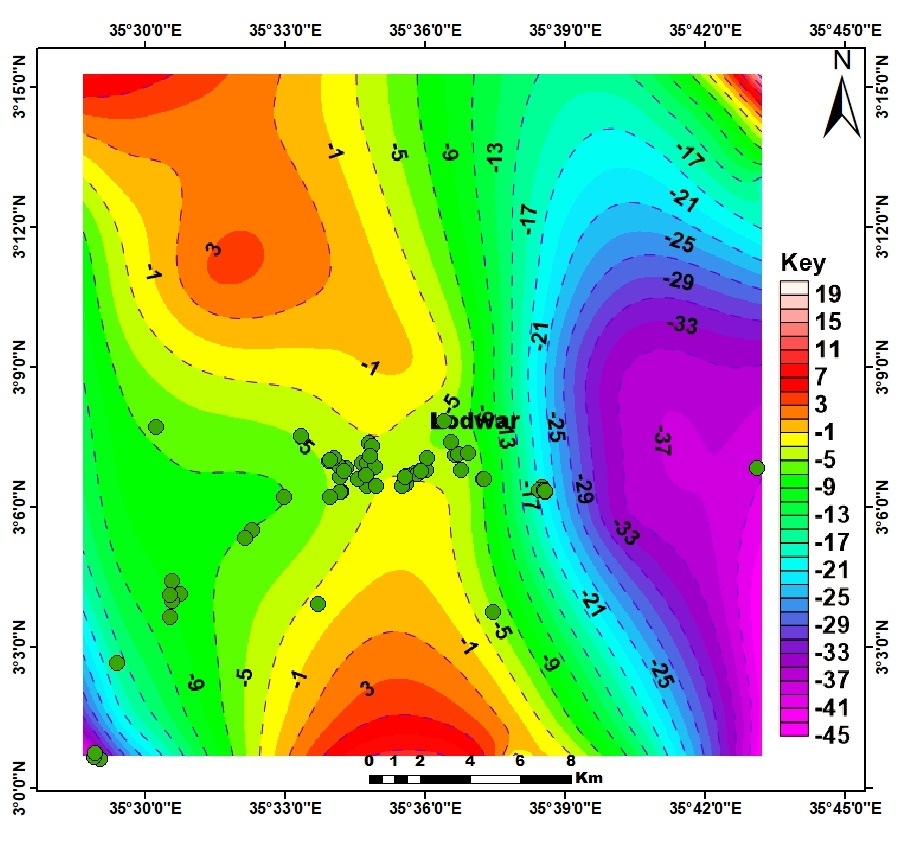 35°30'0"E 35°33'0"E 35°36'0"E 35°39'0"E 35°42'0"E 35°45'0"E
N
3°15'0"N 3°15'0"N
-1 -5 -9 -13 -17
-21
3°12'0"N -17 3°12'0"N
3 -25
-1 -29
Key
19
15
11
7
3
-1
-5
-9
-13
-17
-21
-25
-29
-33
-37
-41
-45
-33
-21
3°9'0"N -1 3°9'0"N
-5
Lodwar
-9 -13 -25
-5 -37
-17 -29
3°6'0"N 3°6'0"N
-33
-21
-5
3°3'0"N -1 3°3'0"N
-9 -5 -1 3 -9 -25
0 1 2 4 6 8
Km
3°0'0"N 3°0'0"N
35°30'0"E 35°33'0"E 35°36'0"E 35°39'0"E 35°42'0"E 35°45'0"E